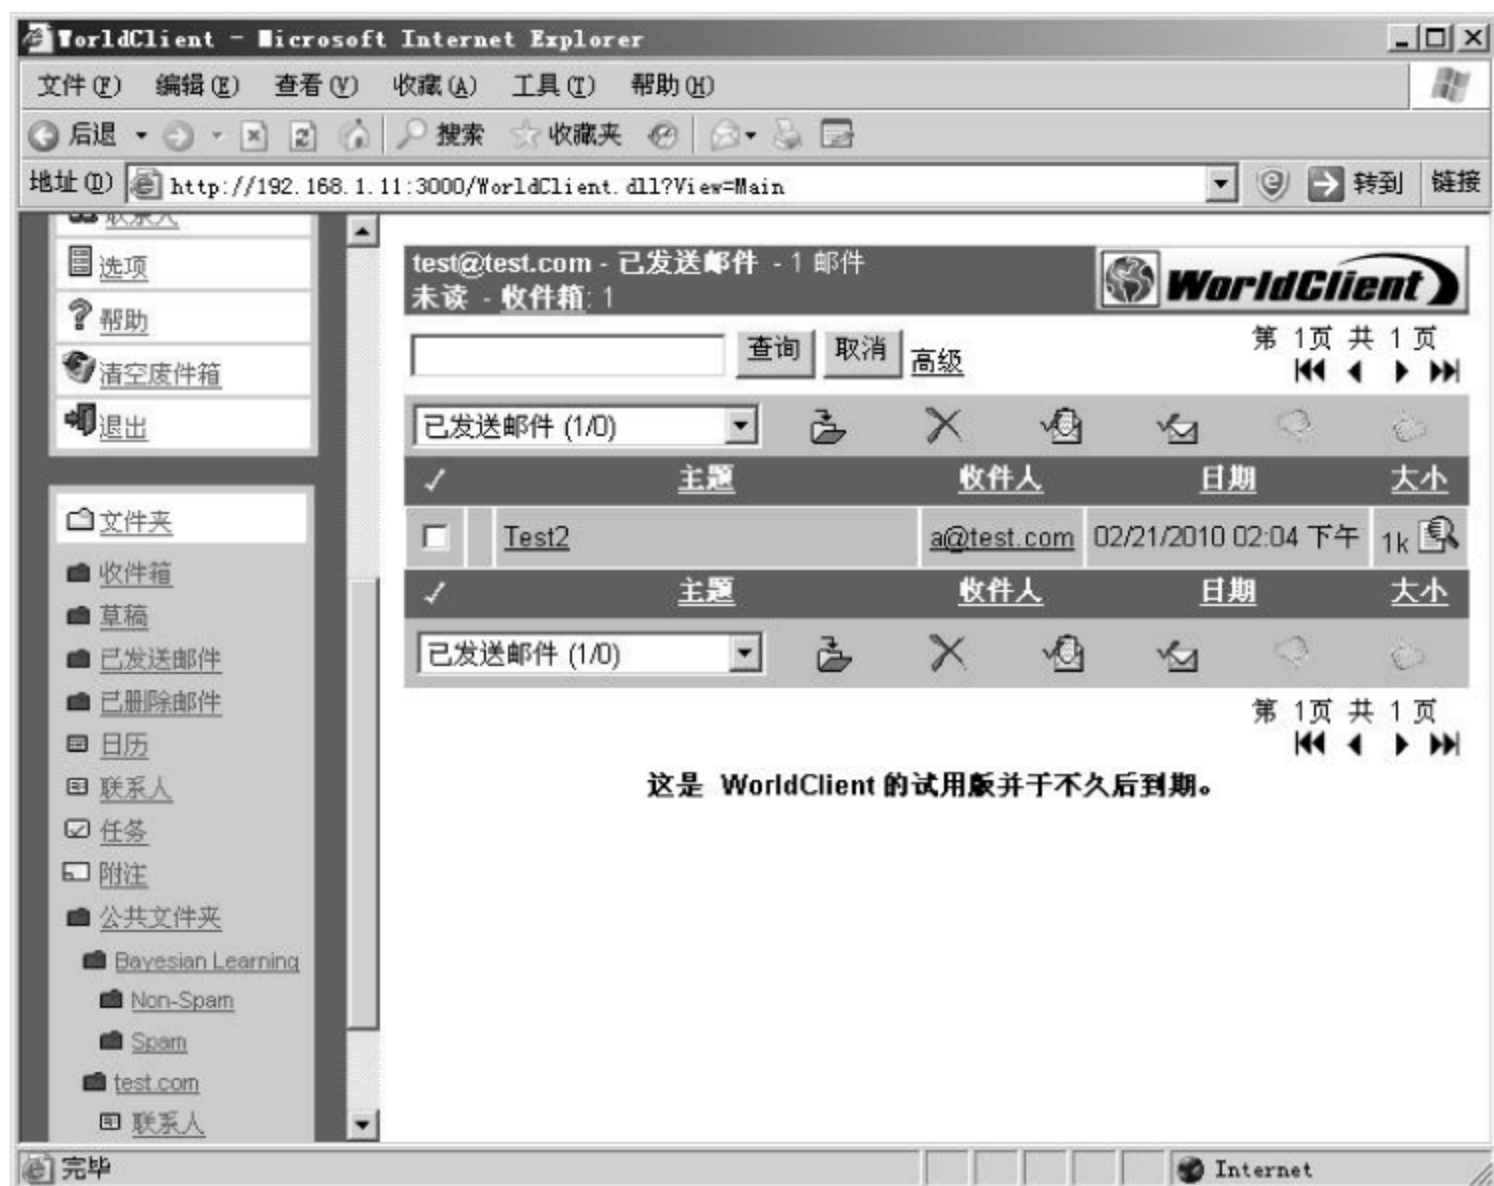 WorldClient - Microsoft Internet Explorer
文件(F) 编辑(E) 查看(V) 收藏(A) 工具(T) 帮助(H)
后退 搜索 收藏夹
地址(D) http://192.168.1.11:3000/WorldClient.dll?View=Main 转到 链接
联系人
选项
帮助
清空废件箱
退出
文件夹
收件箱
草稿
已发送邮件
已删除邮件
日历
联系人
任务
附注
公共文件夹
Bayesian Learning
Non-Spam
Spam
test.com
联系人
test@test.com - 已发送邮件 - 1 邮件
未读 - 收件箱: 1
WorldClient
查询 取消 高级
第 1页 共 1 页
已发送邮件 (1/0)
主题 收件人 日期 大小
Test2 a@test.com 02/21/2010 02:04 下午 1k
主题 收件人 日期 大小
已发送邮件 (1/0)
第 1页 共 1 页
这是 WorldClient 的试用版并于不久后到期。
完毕 Internet